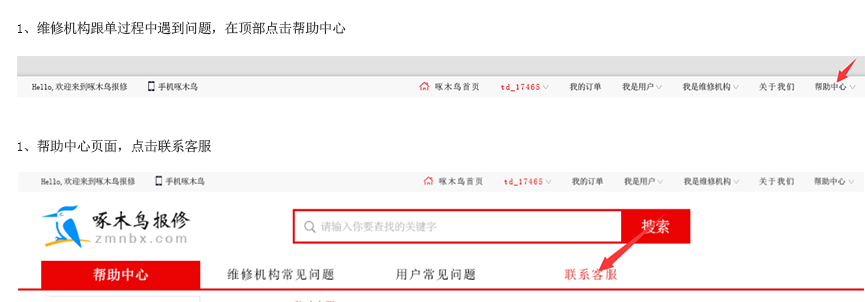 1、维修机构跟单过程中遇到问题，在顶部点击帮助中心
Hello,欢迎来到啄木鸟报修 手机啄木鸟 啄木鸟首页 td_17465 我的订单 我是用户 我是维修机构 关于我们 帮助中心
1、帮助中心页面，点击联系客服
Hello,欢迎来到啄木鸟报修 手机啄木鸟 啄木鸟首页 td_17465 我的订单 我是用户 我是维修机构 关于我们 帮助中心
啄木鸟报修
zmnbx.com
请输入你要查找的关键字 搜索
帮助中心 维修机构常见问题 用户常见问题 联系客服